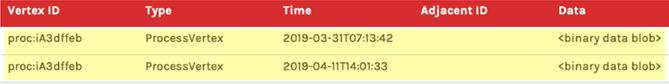 Vertex ID Type Time Adjacent ID Data
proc:iA3dffeb ProcessVertex 2019-03-31T07:13:42 <binary data blob>
proc:iA3dffeb ProcessVertex 2019-04-11T14:01:33 <binary data blob>